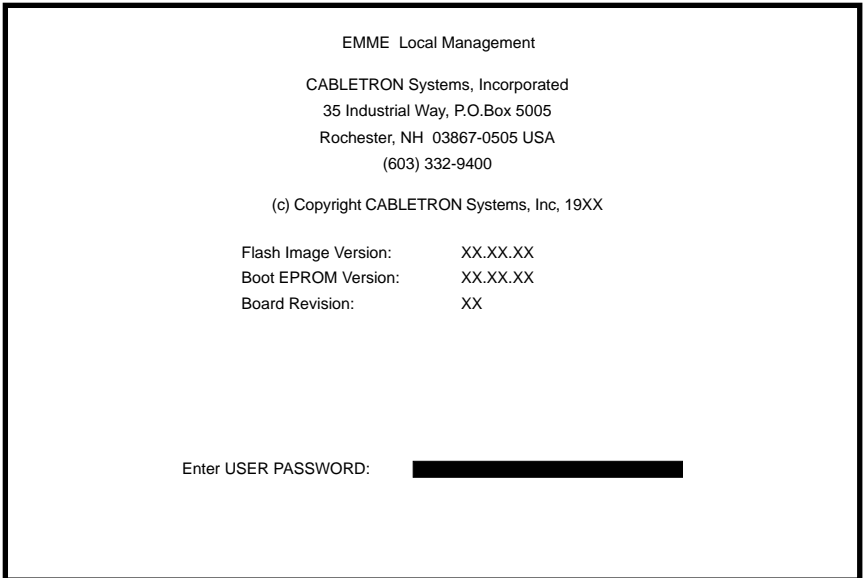 EMME Local Management
CABLETRON Systems, Incorporated
35 Industrial Way, P.O.Box 5005
Rochester, NH 03867-0505 USA
(603) 332-9400
(c) Copyright CABLETRON Systems, Inc, 19XX
Flash Image Version: XX.XX.XX
Boot EPROM Version: XX.XX.XX
Board Revision: XX
Enter USER PASSWORD: